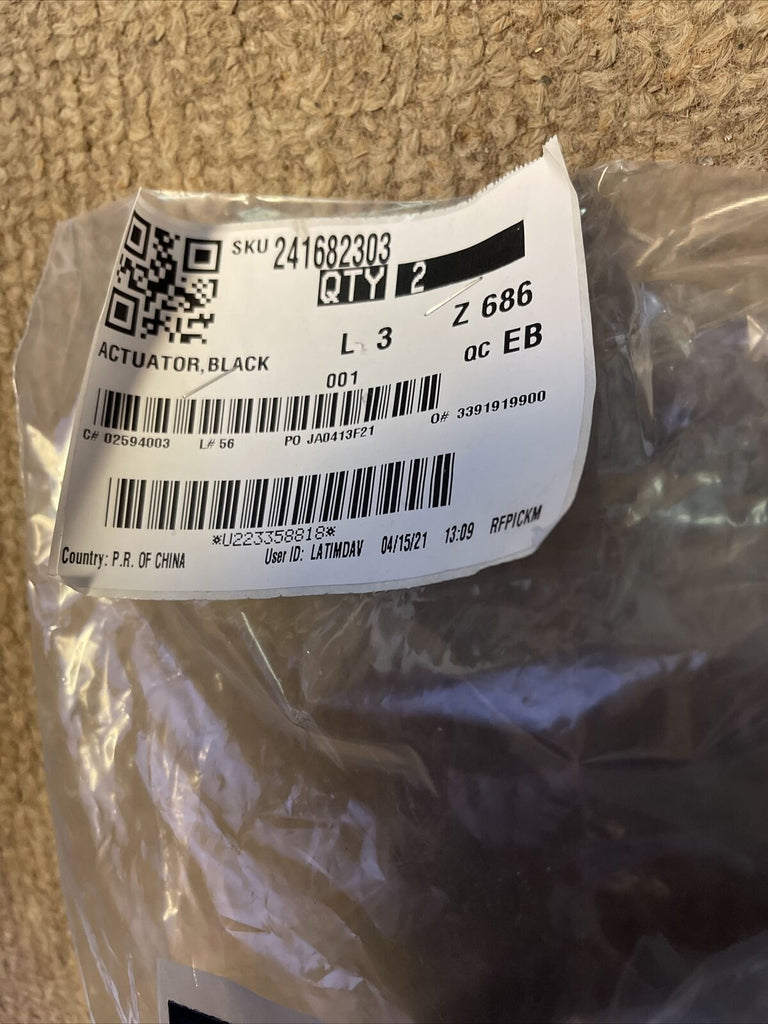 SKU 241682303
QTY 2
Z 686
L 3
QC EB
ACTUATOR,BLACK
001
C# 02594003 L# 56 PO JA0413F21 O# 3391919900
*U223358818*
Country: P.R. OF CHINA User ID: LATIMDAV 04/15/21 13:09 RFPICKM